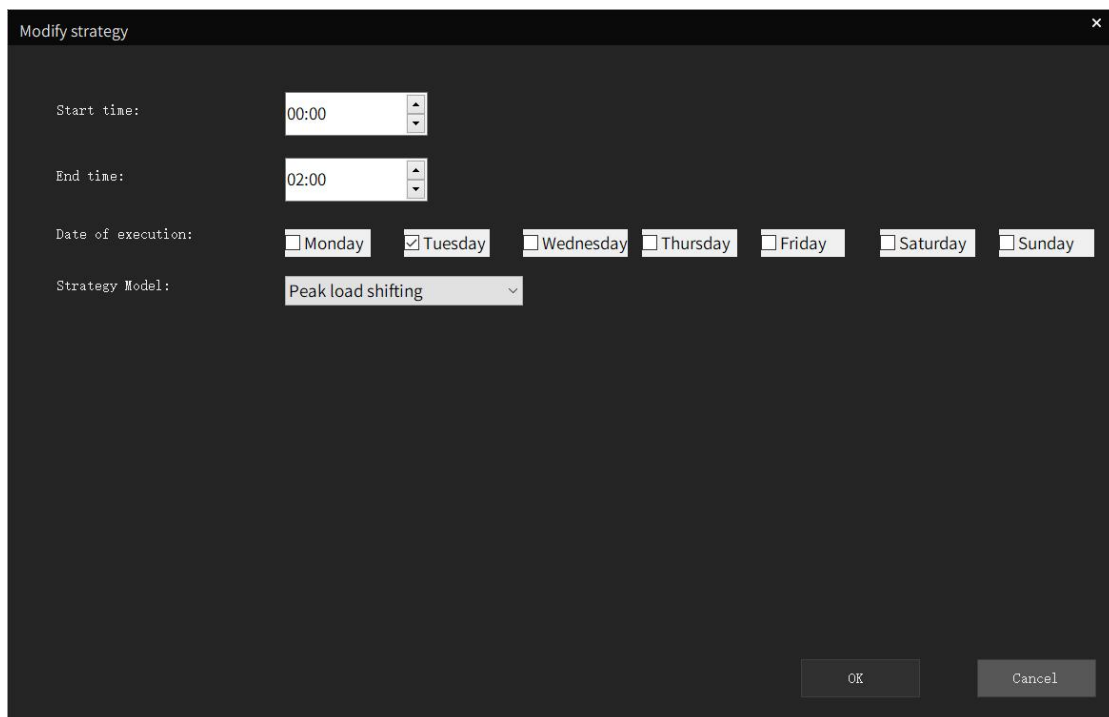 Modify strategy
Start time: 00:00
End time: 02:00
Date of execution: Monday Tuesday Wednesday Thursday Friday Saturday Sunday
Strategy Model: Peak load shifting
OK Cancel